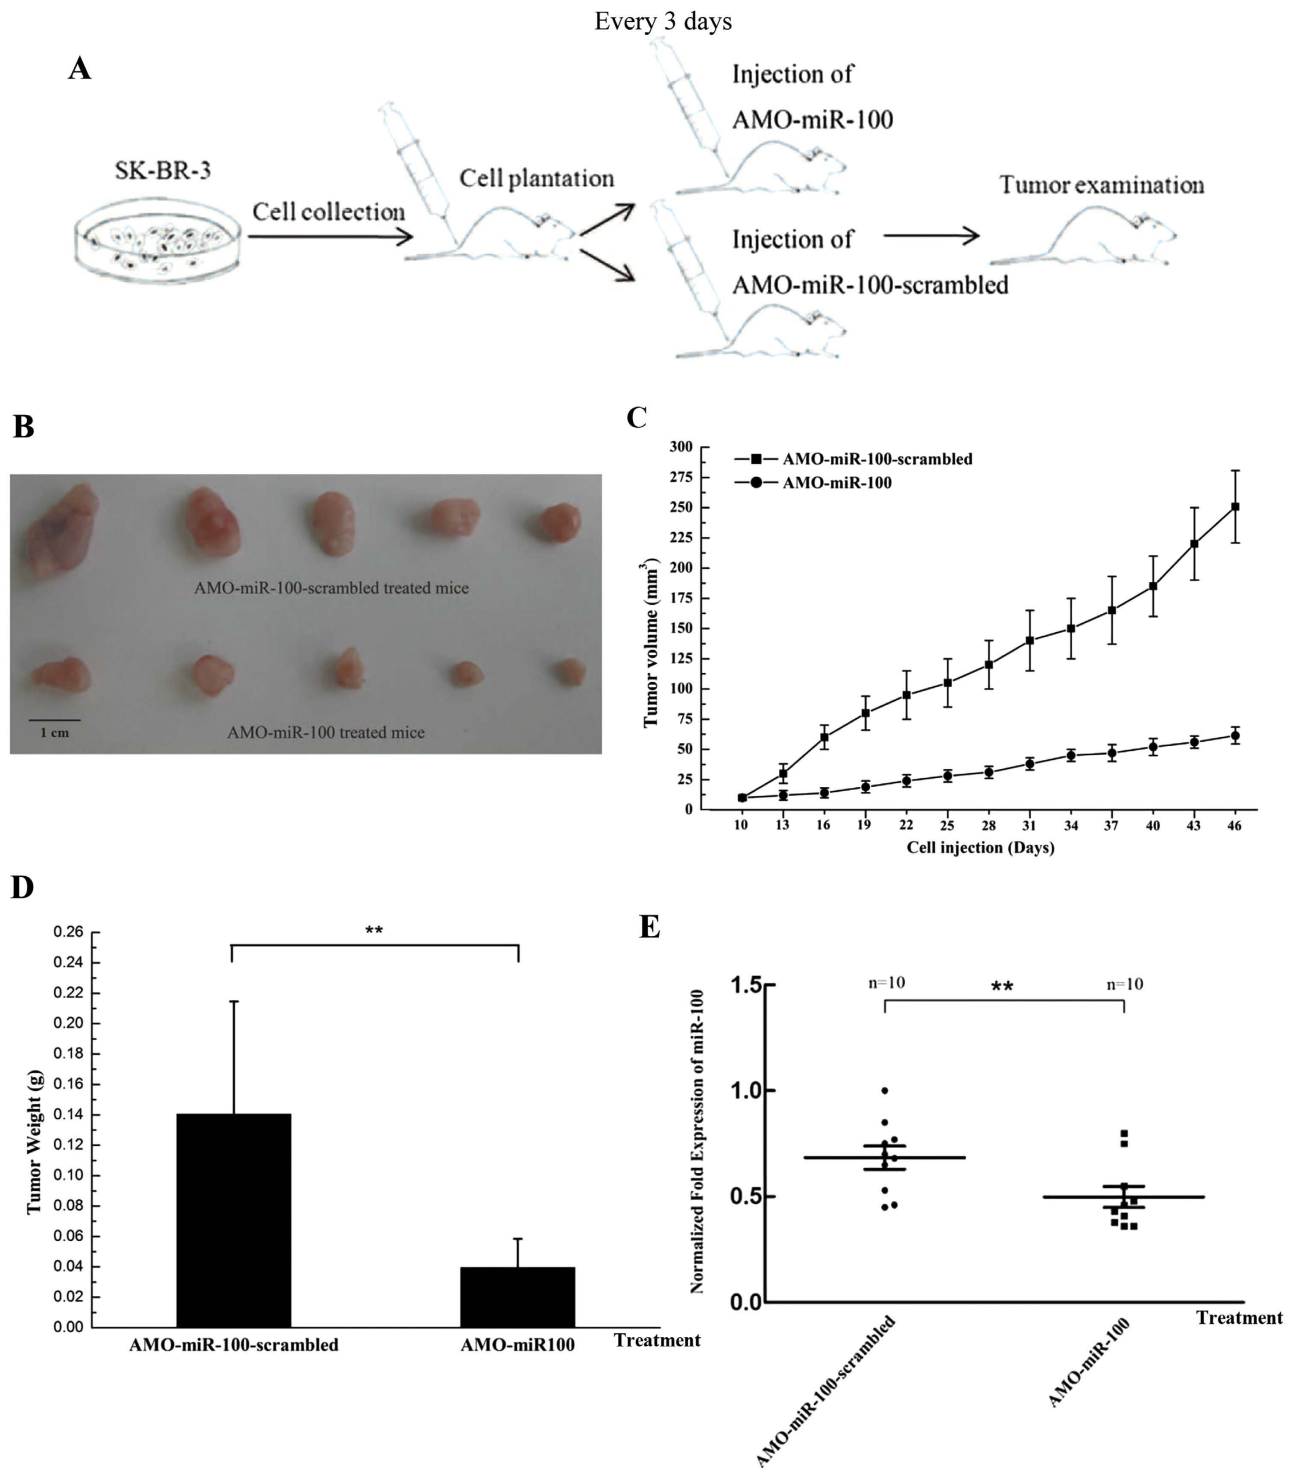 Every 3 days
A
SK-BR-3
Cell collection
Cell plantation
Injection of
AMO-miR-100
Injection of
AMO-miR-100-scrambled
Tumor examination
B
AMO-miR-100-scrambled treated mice
1 cm
AMO-miR-100 treated mice
C
300
275
250
225
200
175
150
125
100
75
50
25
0
Tumor volume (mm³)
AMO-miR-100-scrambled
AMO-miR-100
10 13 16 19 22 25 28 31 34 37 40 43 46
Cell injection (Days)
D
0.26
0.24
0.22
0.20
0.18
0.16
0.14
0.12
0.10
0.08
0.06
0.04
0.02
0.00
Tumor Weight (g)
**
AMO-miR-100-scrambled
AMO-miR100
Treatment
E
1.5
1.0
0.5
0.0
Normalized Fold Expression of miR-100
n=10
**
n=10
AMO-miR-100-scrambled
AMO-miR-100
Treatment